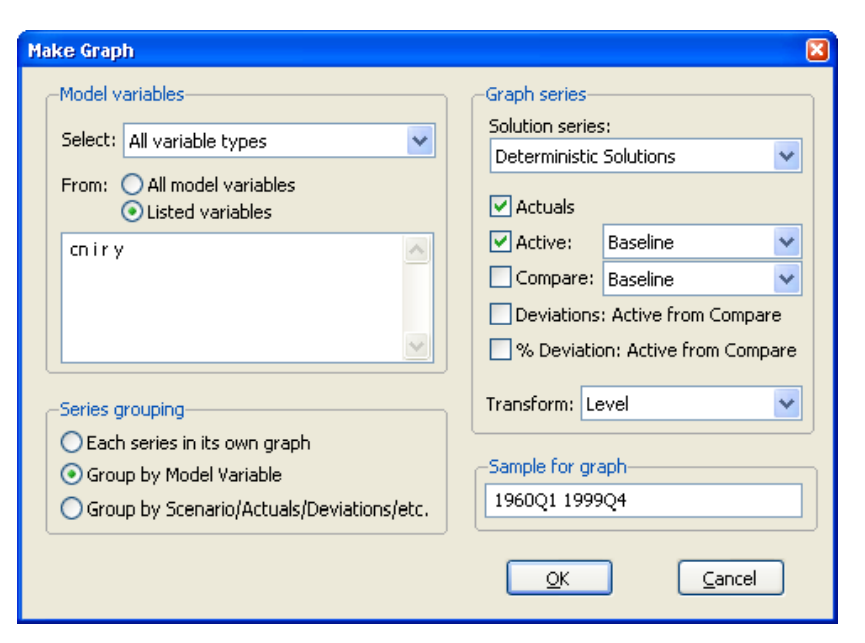 Make Graph
Model variables
Select: All variable types
From: All model variables
Listed variables
cn i r y
Series grouping
Each series in its own graph
Group by Model Variable
Group by Scenario/Actuals/Deviations/etc.
Graph series
Solution series:
Deterministic Solutions
Actuals
Active: Baseline
Compare: Baseline
Deviations: Active from Compare
% Deviation: Active from Compare
Transform: Level
Sample for graph
1960Q1 1999Q4
OK Cancel